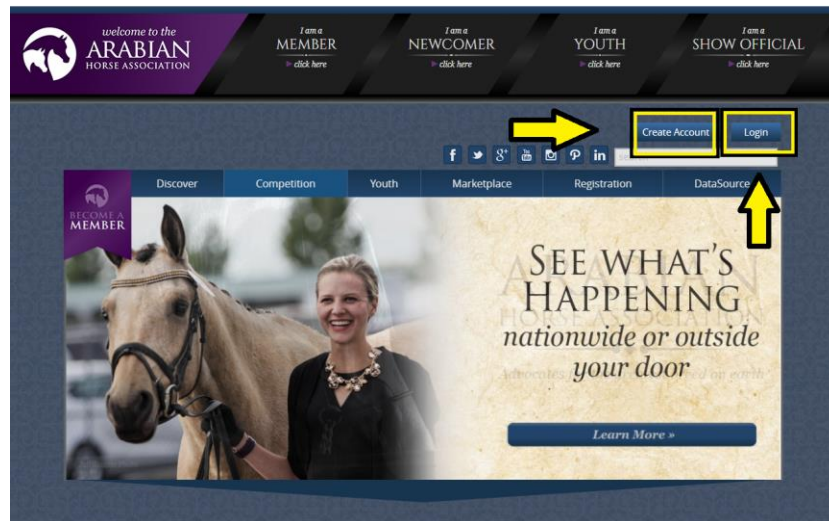 welcome to the
ARABIAN
HORSE ASSOCIATION
I am a
MEMBER
click here
I am a
NEWCOMER
click here
I am a
YOUTH
click here
I am a
SHOW OFFICIAL
click here
Create Account
Login
BECOME A
MEMBER
Discover
Competition
Youth
Marketplace
Registration
DataSource
SEE WHAT'S
HAPPENING
nationwide or outside
your door
Learn More »